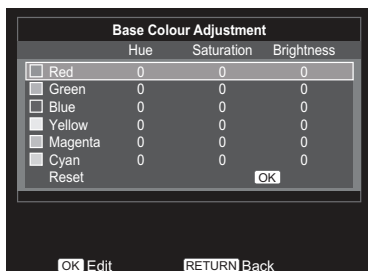 Base Colour Adjustment
Hue Saturation Brightness
Red 0 0 0
Green 0 0 0
Blue 0 0 0
Yellow 0 0 0
Magenta 0 0 0
Cyan 0 0 0
Reset OK
OK Edit RETURN Back